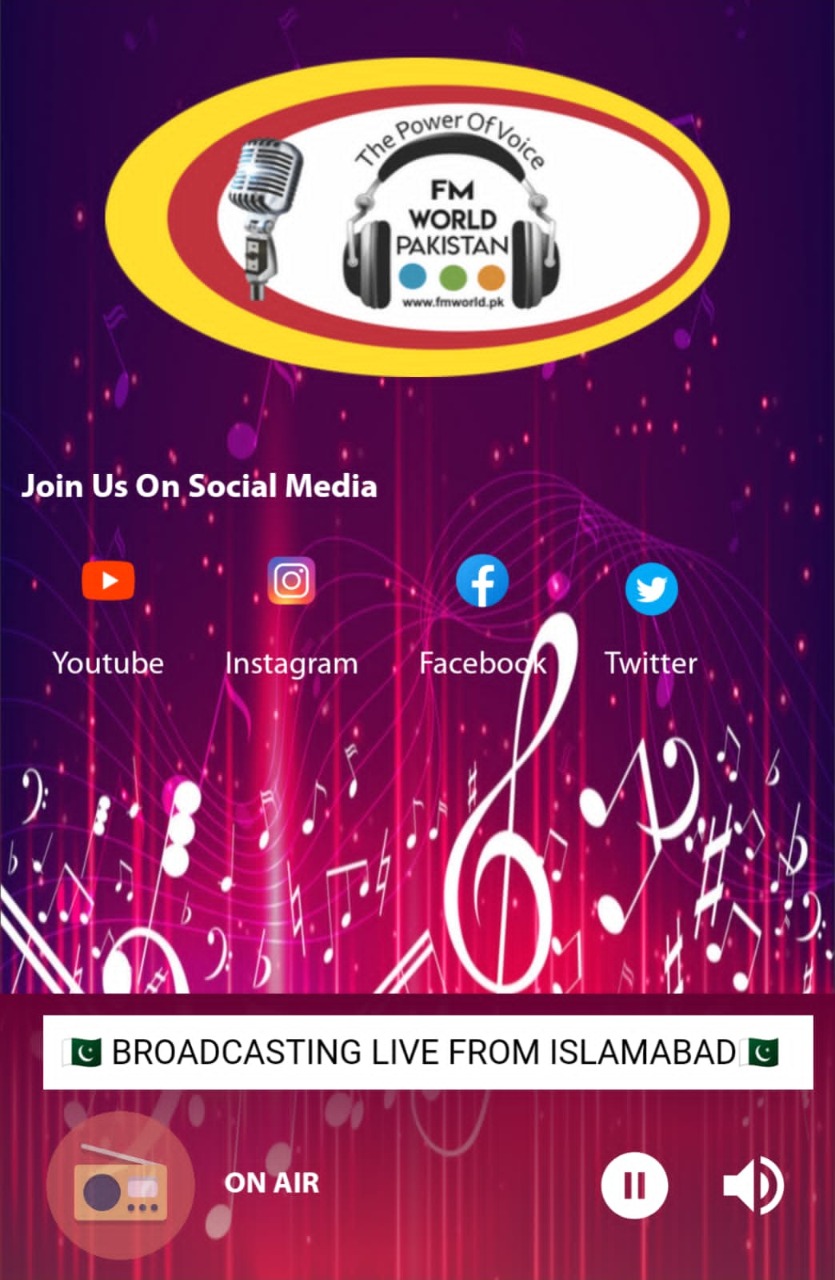 The Power Of Voice
FM
WORLD
PAKISTAN
www.fmworld.pk
Join Us On Social Media
Youtube Instagram Facebook Twitter
🇵🇰 BROADCASTING LIVE FROM ISLAMABAD🇵🇰
ON AIR